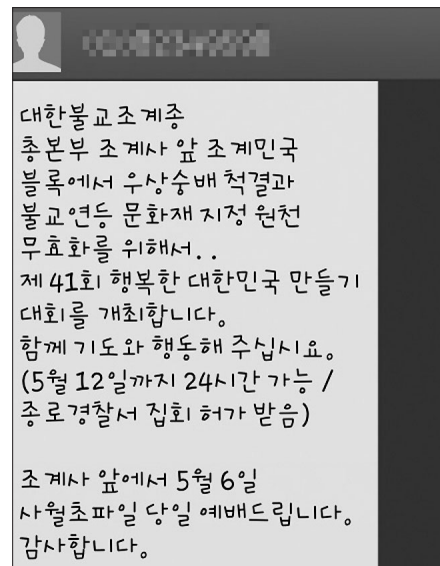 대한불교조계종
총본부 조계사 앞 조계민국
블록에서 우상숭배 척결과
불교연등 문화재 지정 원천
무효화를 위해서..
제 41회 행복한 대한민국 만들기
대회를 개최합니다.
함께 기도와 행동해 주십시요.
(5월 12일까지 24시간 가능 /
종로경찰서 집회 허가 받음)
조계사 앞에서 5월 6일
사월초파일 당일 예배드립니다.
감사합니다.